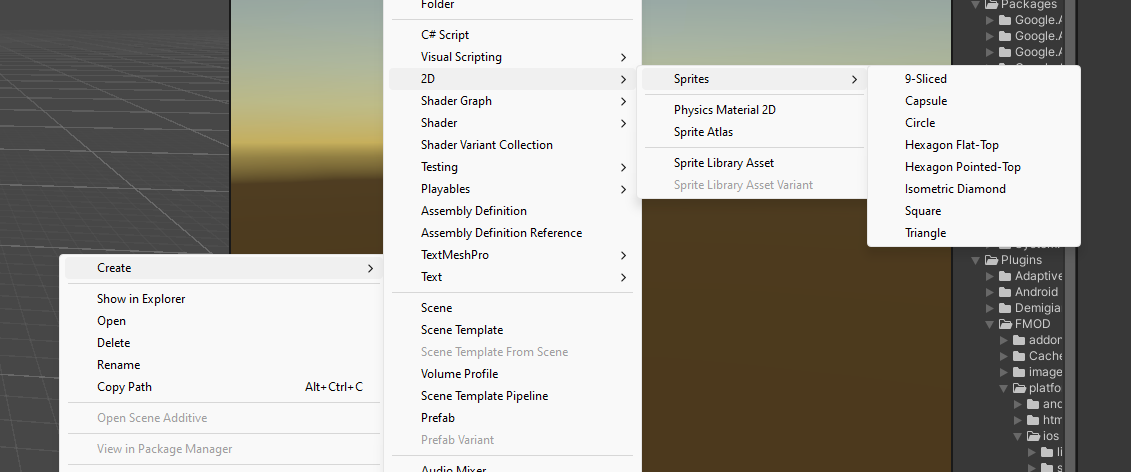 Folder
C# Script
Visual Scripting
2D
Shader Graph
Shader
Shader Variant Collection
Testing
Playables
Assembly Definition
Assembly Definition Reference
TextMeshPro
Text
Scene
Scene Template
Scene Template From Scene
Volume Profile
Scene Template Pipeline
Prefab
Prefab Variant
Audio Mixer
Create
Show in Explorer
Open
Delete
Rename
Copy Path Alt+Ctrl+C
Open Scene Additive
View in Package Manager
Sprites
Physics Material 2D
Sprite Atlas
Sprite Library Asset
Sprite Library Asset Variant
9-Sliced
Capsule
Circle
Hexagon Flat-Top
Hexagon Pointed-Top
Isometric Diamond
Square
Triangle
Packages
Google.A
Google.A
Google.A
Plugins
Adaptive
Android
Demigia
FMOD
addon
Cache
image
platfo
and
htm
ios
li
s